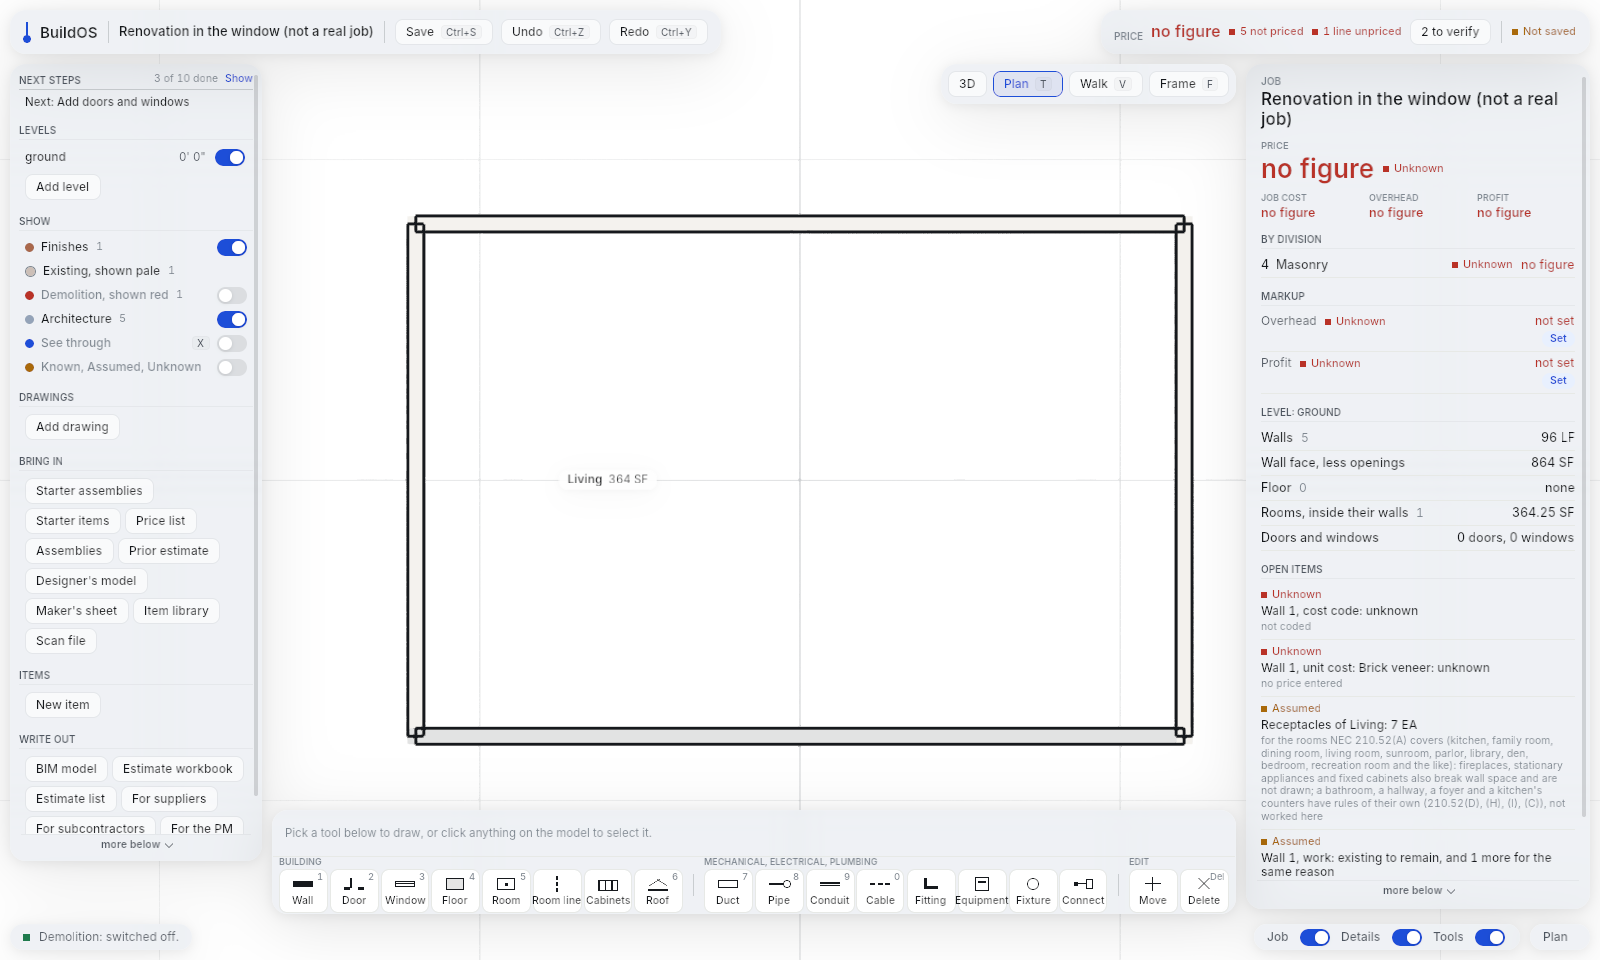 BuildOS
Renovation in the window (not a real job)
Save Ctrl+S
Undo Ctrl+Z
Redo Ctrl+Y
PRICE no figure 5 not priced 1 line unpriced 2 to verify Not saved
NEXT STEPS 3 of 10 done Show
Next: Add doors and windows
LEVELS
ground 0' 0"
Add level
SHOW
Finishes 1
Existing, shown pale 1
Demolition, shown red 1
Architecture 5
See through X
Known, Assumed, Unknown
DRAWINGS
Add drawing
BRING IN
Starter assemblies
Starter items Price list
Assemblies Prior estimate
Designer's model
Maker's sheet Item library
Scan file
ITEMS
New item
WRITE OUT
BIM model Estimate workbook
Estimate list For suppliers
For subcontractors For the PM
more below
Demolition: switched off.
3D
Plan T
Walk V
Frame F
Living 364 SF
Pick a tool below to draw, or click anything on the model to select it.
BUILDING
Wall 1
Door 2
Window 3
Floor 4
Room 5
Room line
Cabinets
Roof 6
MECHANICAL, ELECTRICAL, PLUMBING
Duct 7
Pipe 8
Conduit 9
Cable 0
Fitting
Equipment
Fixture
Connect
EDIT
Move
Delete Del
JOB
Renovation in the window (not a real
job)
PRICE
no figure Unknown
JOB COST OVERHEAD PROFIT
no figure no figure no figure
BY DIVISION
4 Masonry Unknown no figure
MARKUP
Overhead Unknown not set
Set
Profit Unknown not set
Set
LEVEL: GROUND
Walls 5 96 LF
Wall face, less openings 864 SF
Floor 0 none
Rooms, inside their walls 1 364.25 SF
Doors and windows 0 doors, 0 windows
OPEN ITEMS
Unknown
Wall 1, cost code: unknown
not coded
Unknown
Wall 1, unit cost: Brick veneer: unknown
no price entered
Assumed
Receptacles of Living: 7 EA
for the rooms NEC 210.52(A) covers (kitchen, family room,
dining room, living room, sunroom, parlor, library, den,
bedroom, recreation room and the like): fireplaces, stationary
appliances and fixed cabinets also break wall space and are
not drawn; a bathroom, a hallway, a foyer and a kitchen's
counters have rules of their own (210.52(D), (H), (I), (C)), not
worked here
Assumed
Wall 1, work: existing to remain, and 1 more for the
same reason
more below
Job Details Tools Plan